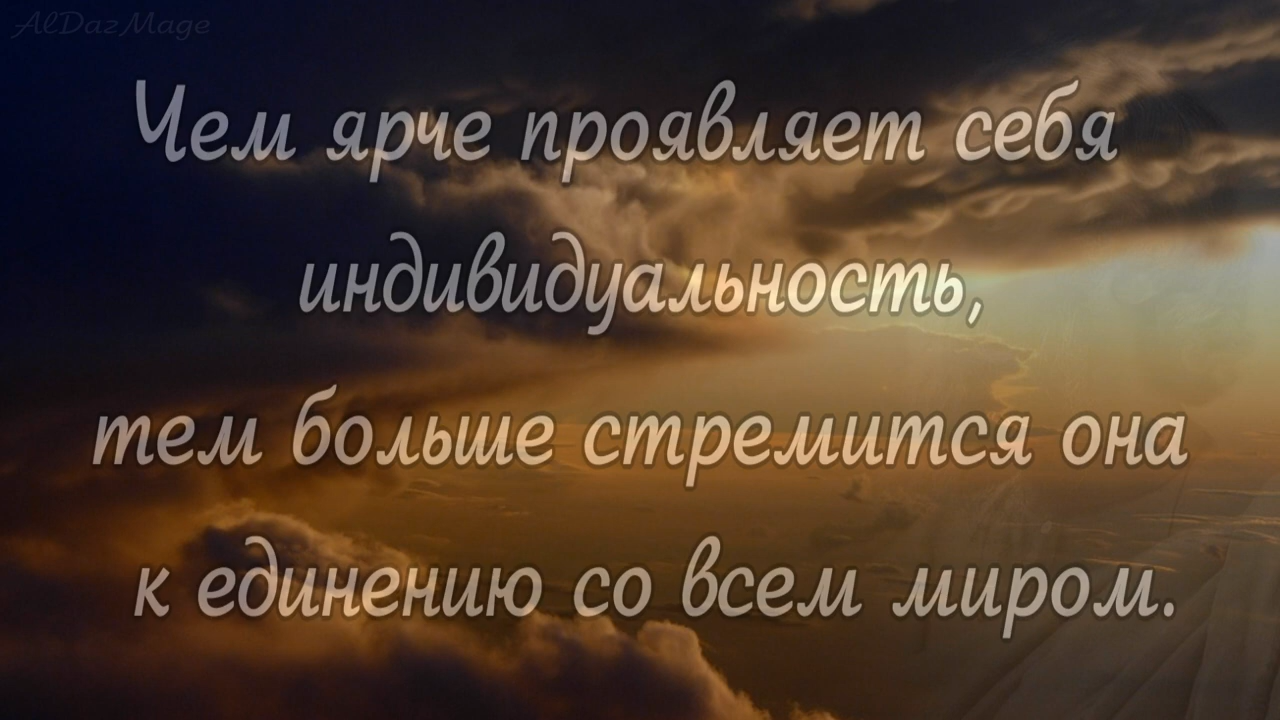 AlDazMage
Чем ярче проявляет себя
индивидуальность,
тем больше стремится она
к единению со всем миром.